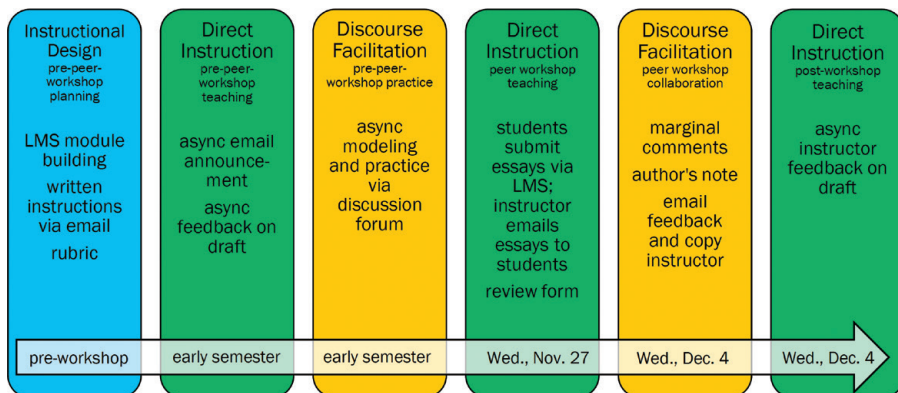 Instructional
Design
pre-peer-
workshop
planning
LMS module
building
written
instructions
via email
rubric
pre-workshop
Direct
Instruction
pre-peer-
workshop
teaching
async email
announce-
ment
async
feedback on
draft
early semester
Discourse
Facilitation
pre-peer-
workshop practice
async
modeling
and practice
via
discussion
forum
early semester
Direct
Instruction
peer workshop
teaching
students
submit
essays via
LMS;
instructor
emails
essays to
students
review form
Wed., Nov. 27
Discourse
Facilitation
peer workshop
collaboration
marginal
comments
author's note
email
feedback
and copy
instructor
Wed., Dec. 4
Direct
Instruction
post-workshop
teaching
async
instructor
feedback on
draft
Wed., Dec. 4